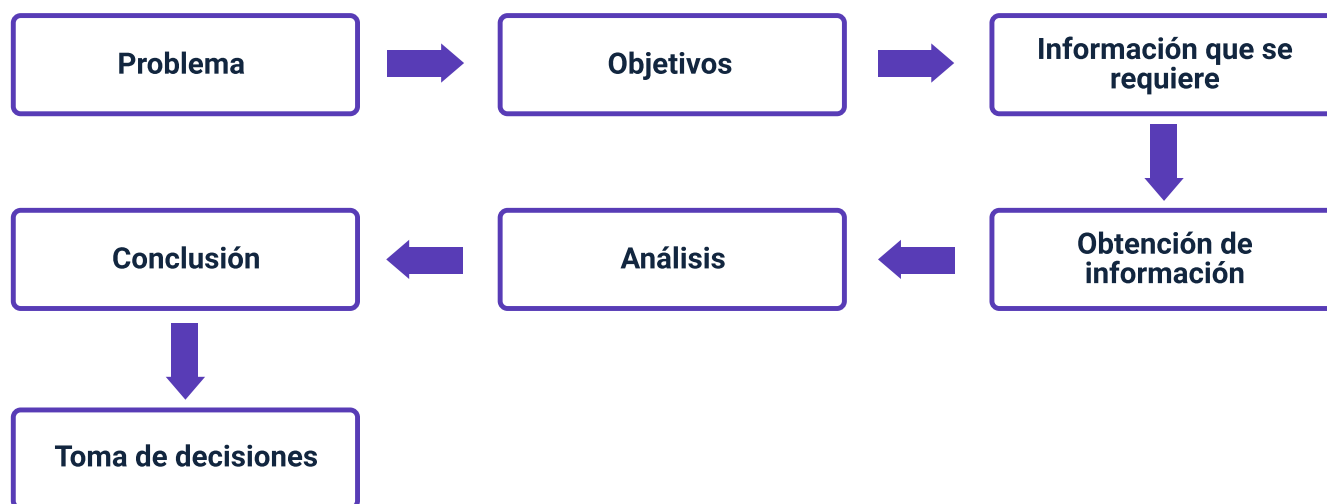 Problema
Objetivos
Información que se
requiere
Obtención de
información
Análisis
Conclusión
Toma de decisiones